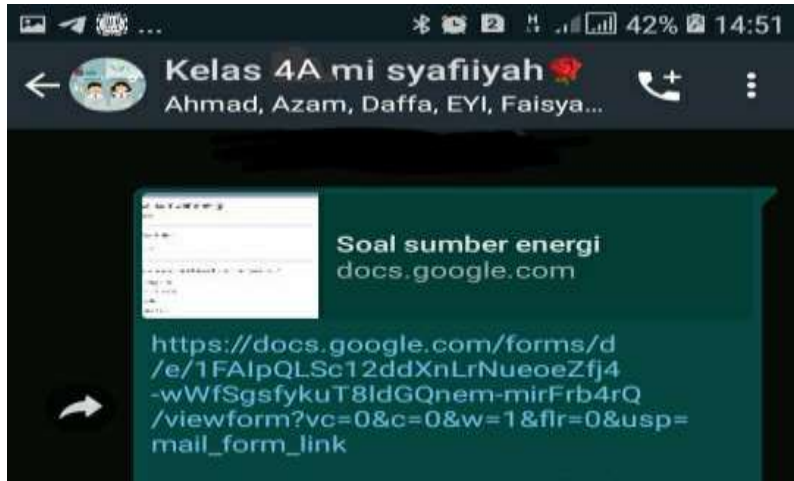 ... 2 42% 14:51
Kelas 4A mi syafiiyah
Ahmad, Azam, Daffa, EYI, Faisya...
Soal sumber energi
docs.google.com
https://docs.google.com/forms/d
/e/1FAIpQLSc12ddXnLrNueoeZfj4
-wWfSgsfykuT8ldGQnem-mirFrb4rQ
/viewform?vc=0&c=0&w=1&flr=0&usp=
mail_form_link